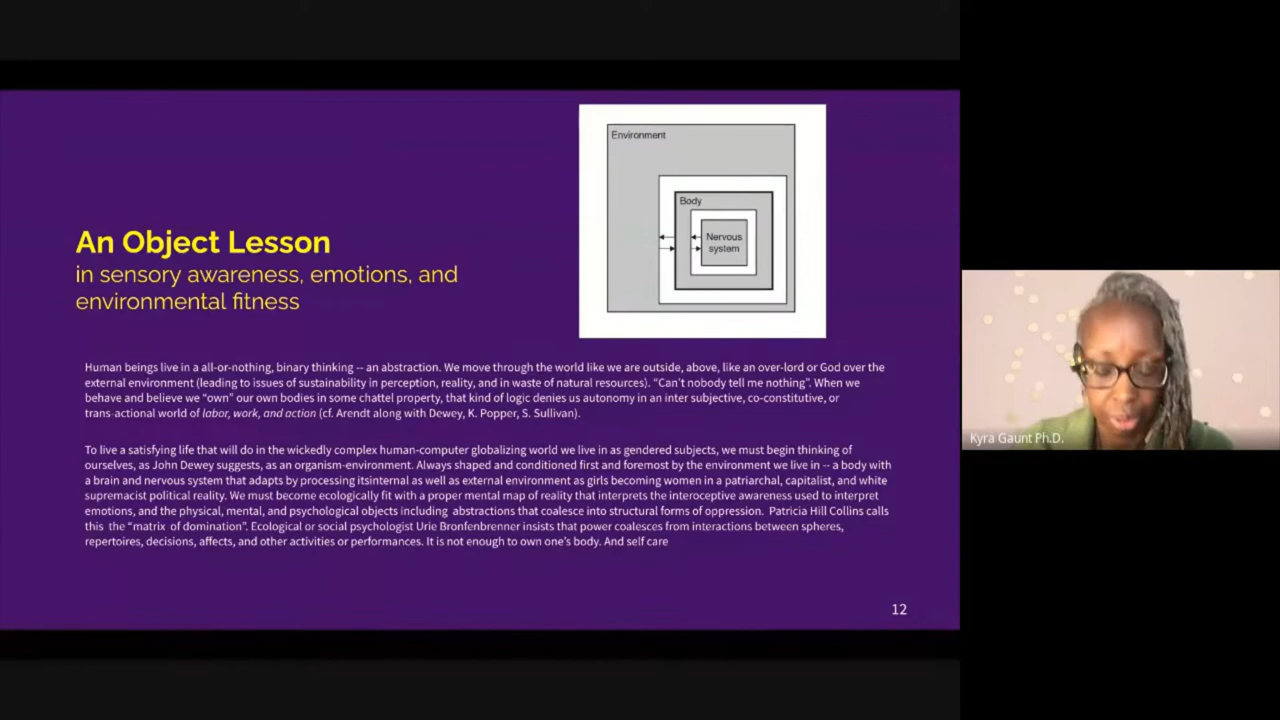 Environment
Body
Nervous
system
An Object Lesson
in sensory awareness, emotions, and
environmental fitness
Human beings live in a all-or-nothing, binary thinking -- an abstraction. We move through the world like we are outside, above, like an over-lord or God over the
external environment (leading to issues of sustainability in perception, reality, and in waste of natural resources). “Can’t nobody tell me nothing”. When we
behave and believe we “own” our own bodies in some chattel property, that kind of logic denies us autonomy in an inter subjective, co-constitutive, or
trans-actional world of labor, work, and action (cf. Arendt along with Dewey, K. Popper, S. Sullivan).
To live a satisfying life that will do in the wickedly complex human-computer globalizing world we live in as gendered subjects, we must begin thinking of
ourselves, as John Dewey suggests, as an organism-environment. Always shaped and conditioned first and foremost by the environment we live in -- a body with
a brain and nervous system that adapts by processing itsinternal as well as external environment as girls becoming women in a patriarchal, capitalist, and white
supremacist political reality. We must become ecologically fit with a proper mental map of reality that interprets the interoceptive awareness used to interpret
emotions, and the physical, mental, and psychological objects including abstractions that coalesce into structural forms of oppression. Patricia Hill Collins calls
this the “matrix of domination”. Ecological or social psychologist Urie Bronfenbrenner insists that power coalesces from interactions between spheres,
repertoires, decisions, affects, and other activities or performances. It is not enough to own one’s body. And self care
12
Kyra Gaunt Ph.D.